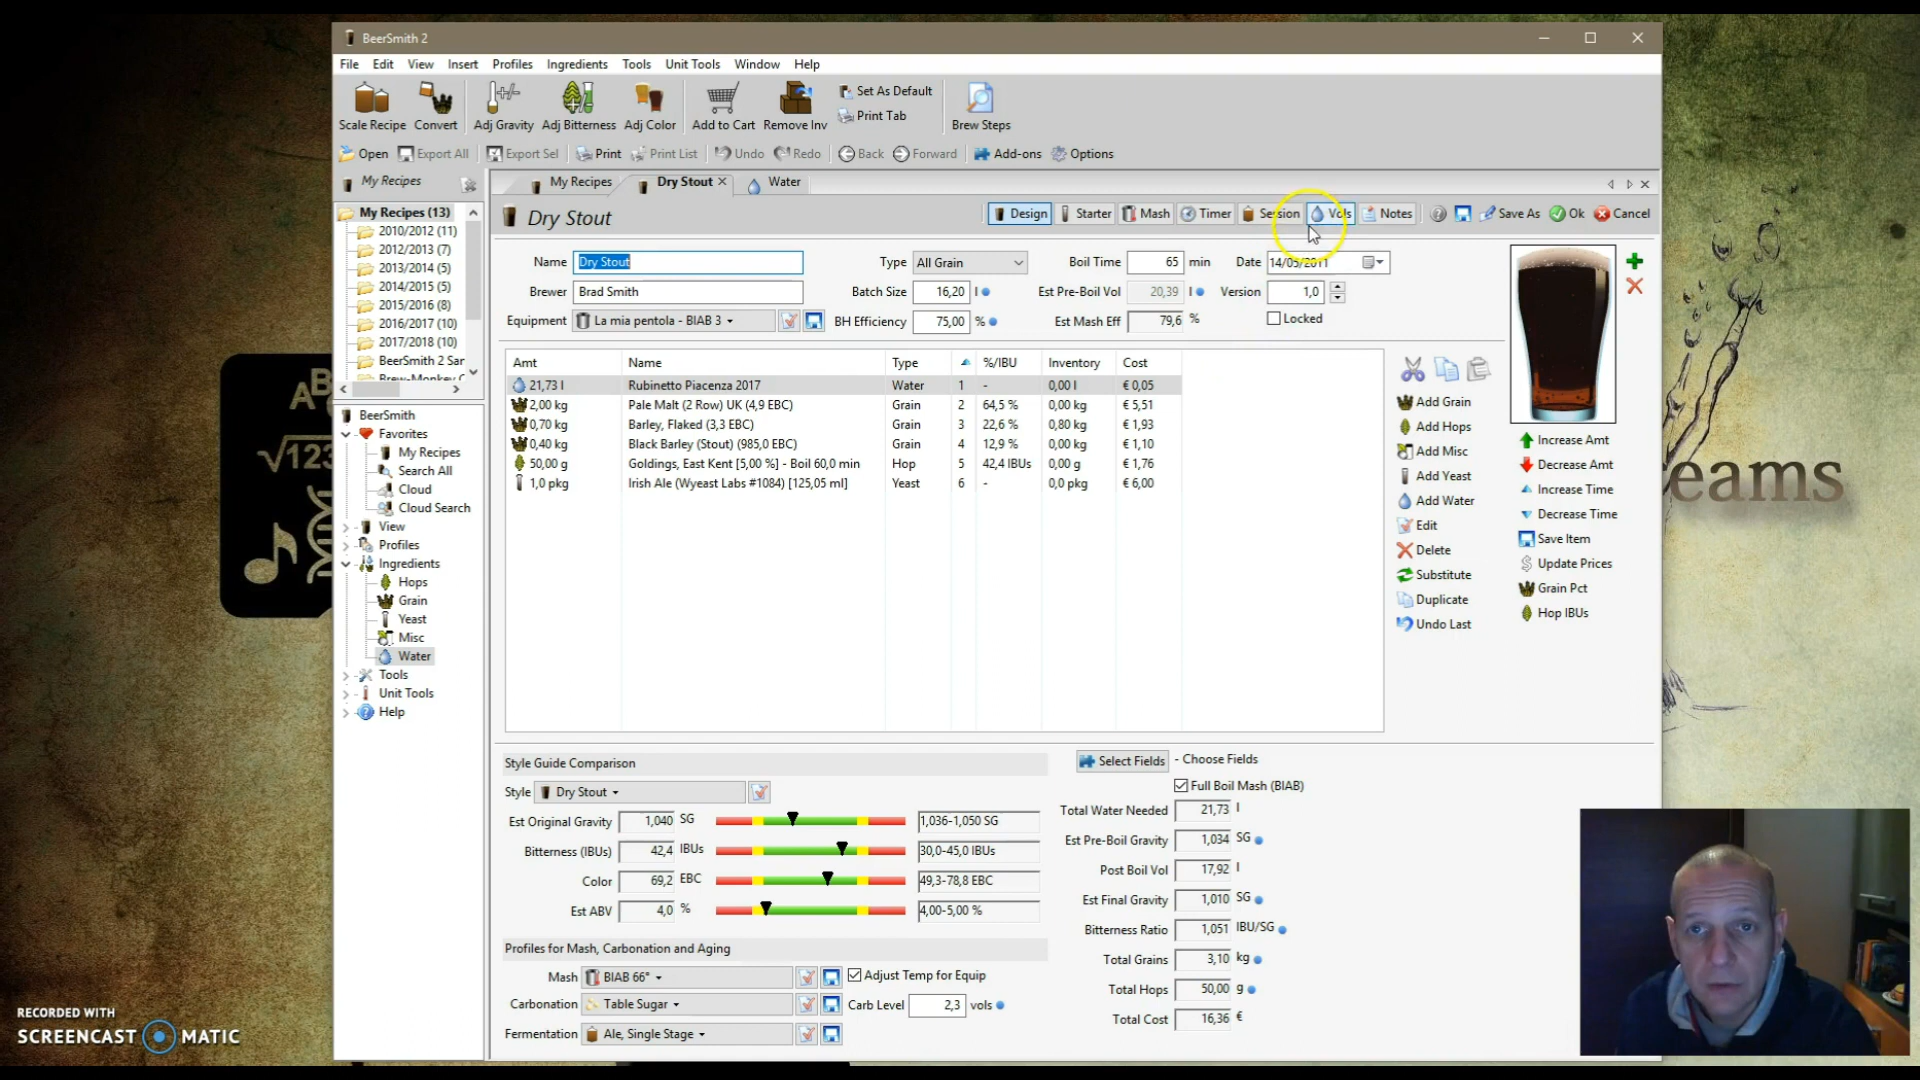 BeerSmith 2
File Edit View Insert Profiles Ingredients Tools Unit Tools Window Help
Scale Recipe Convert Adj Gravity Adj Bitterness Adj Color Add to Cart Remove Inv Set As Default Print Tab Brew Steps
Open Export All Export Sel Print Print List Undo Redo Back Forward Add-ons Options
My Recipes
My Recipes Dry Stout Water
My Recipes (13)
2010/2012 (11)
2012/2013 (7)
2013/2014 (5)
2014/2015 (5)
2015/2016 (8)
2016/2017 (10)
2017/2018 (10)
BeerSmith 2 Sar
Brew-Monkey C
BeerSmith
Favorites
My Recipes
Search All
Cloud
Cloud Search
View
Profiles
Ingredients
Hops
Grain
Yeast
Misc
Water
Tools
Unit Tools
Help
Dry Stout
Design Starter Mash Timer Session Vols Notes Save As Ok Cancel
Name Dry Stout Type All Grain Boil Time 65 min Date 14/05/2011
Brewer Brad Smith Batch Size 16,20 l Est Pre-Boil Vol 20,39 l Version 1,0
Equipment La mia pentola - BIAB 3 BH Efficiency 75,00 % Est Mash Eff 79,6 % Locked
Amt Name Type %/IBU Inventory Cost
21,73 l Rubinetto Piacenza 2017 Water 1 - 0,00 l € 0,05
2,00 kg Pale Malt (2 Row) UK (4,9 EBC) Grain 2 64,5 % 0,00 kg € 5,51
0,70 kg Barley, Flaked (3,3 EBC) Grain 3 22,6 % 0,80 kg € 1,93
0,40 kg Black Barley (Stout) (985,0 EBC) Grain 4 12,9 % 0,00 kg € 1,10
50,00 g Goldings, East Kent [5,00 %] - Boil 60,0 min Hop 5 42,4 IBUs 0,00 g € 1,76
1,0 pkg Irish Ale (Wyeast Labs #1084) [125,05 ml] Yeast 6 - 0,0 pkg € 6,00
Add Grain
Add Hops
Add Misc
Add Yeast
Add Water
Edit
Delete
Substitute
Duplicate
Undo Last
Increase Amt
Decrease Amt
Increase Time
Decrease Time
Save Item
Update Prices
Grain Pct
Hop IBUs
Style Guide Comparison
Style Dry Stout
Est Original Gravity 1,040 SG 1,036-1,050 SG
Bitterness (IBUs) 42,4 IBUs 30,0-45,0 IBUs
Color 69,2 EBC 49,3-78,8 EBC
Est ABV 4,0 % 4,00-5,00 %
Profiles for Mash, Carbonation and Aging
Mash BIAB 66° Adjust Temp for Equip
Carbonation Table Sugar Carb Level 2,3 vols
Fermentation Ale, Single Stage
Select Fields - Choose Fields
Full Boil Mash (BIAB)
Total Water Needed 21,73 l
Est Pre-Boil Gravity 1,034 SG
Post Boil Vol 17,92 l
Est Final Gravity 1,010 SG
Bitterness Ratio 1,051 IBU/SG
Total Grains 3,10 kg
Total Hops 50,00 g
Total Cost 16,36 €
eams
AB
√123
RECORDED WITH
SCREENCAST MATIC